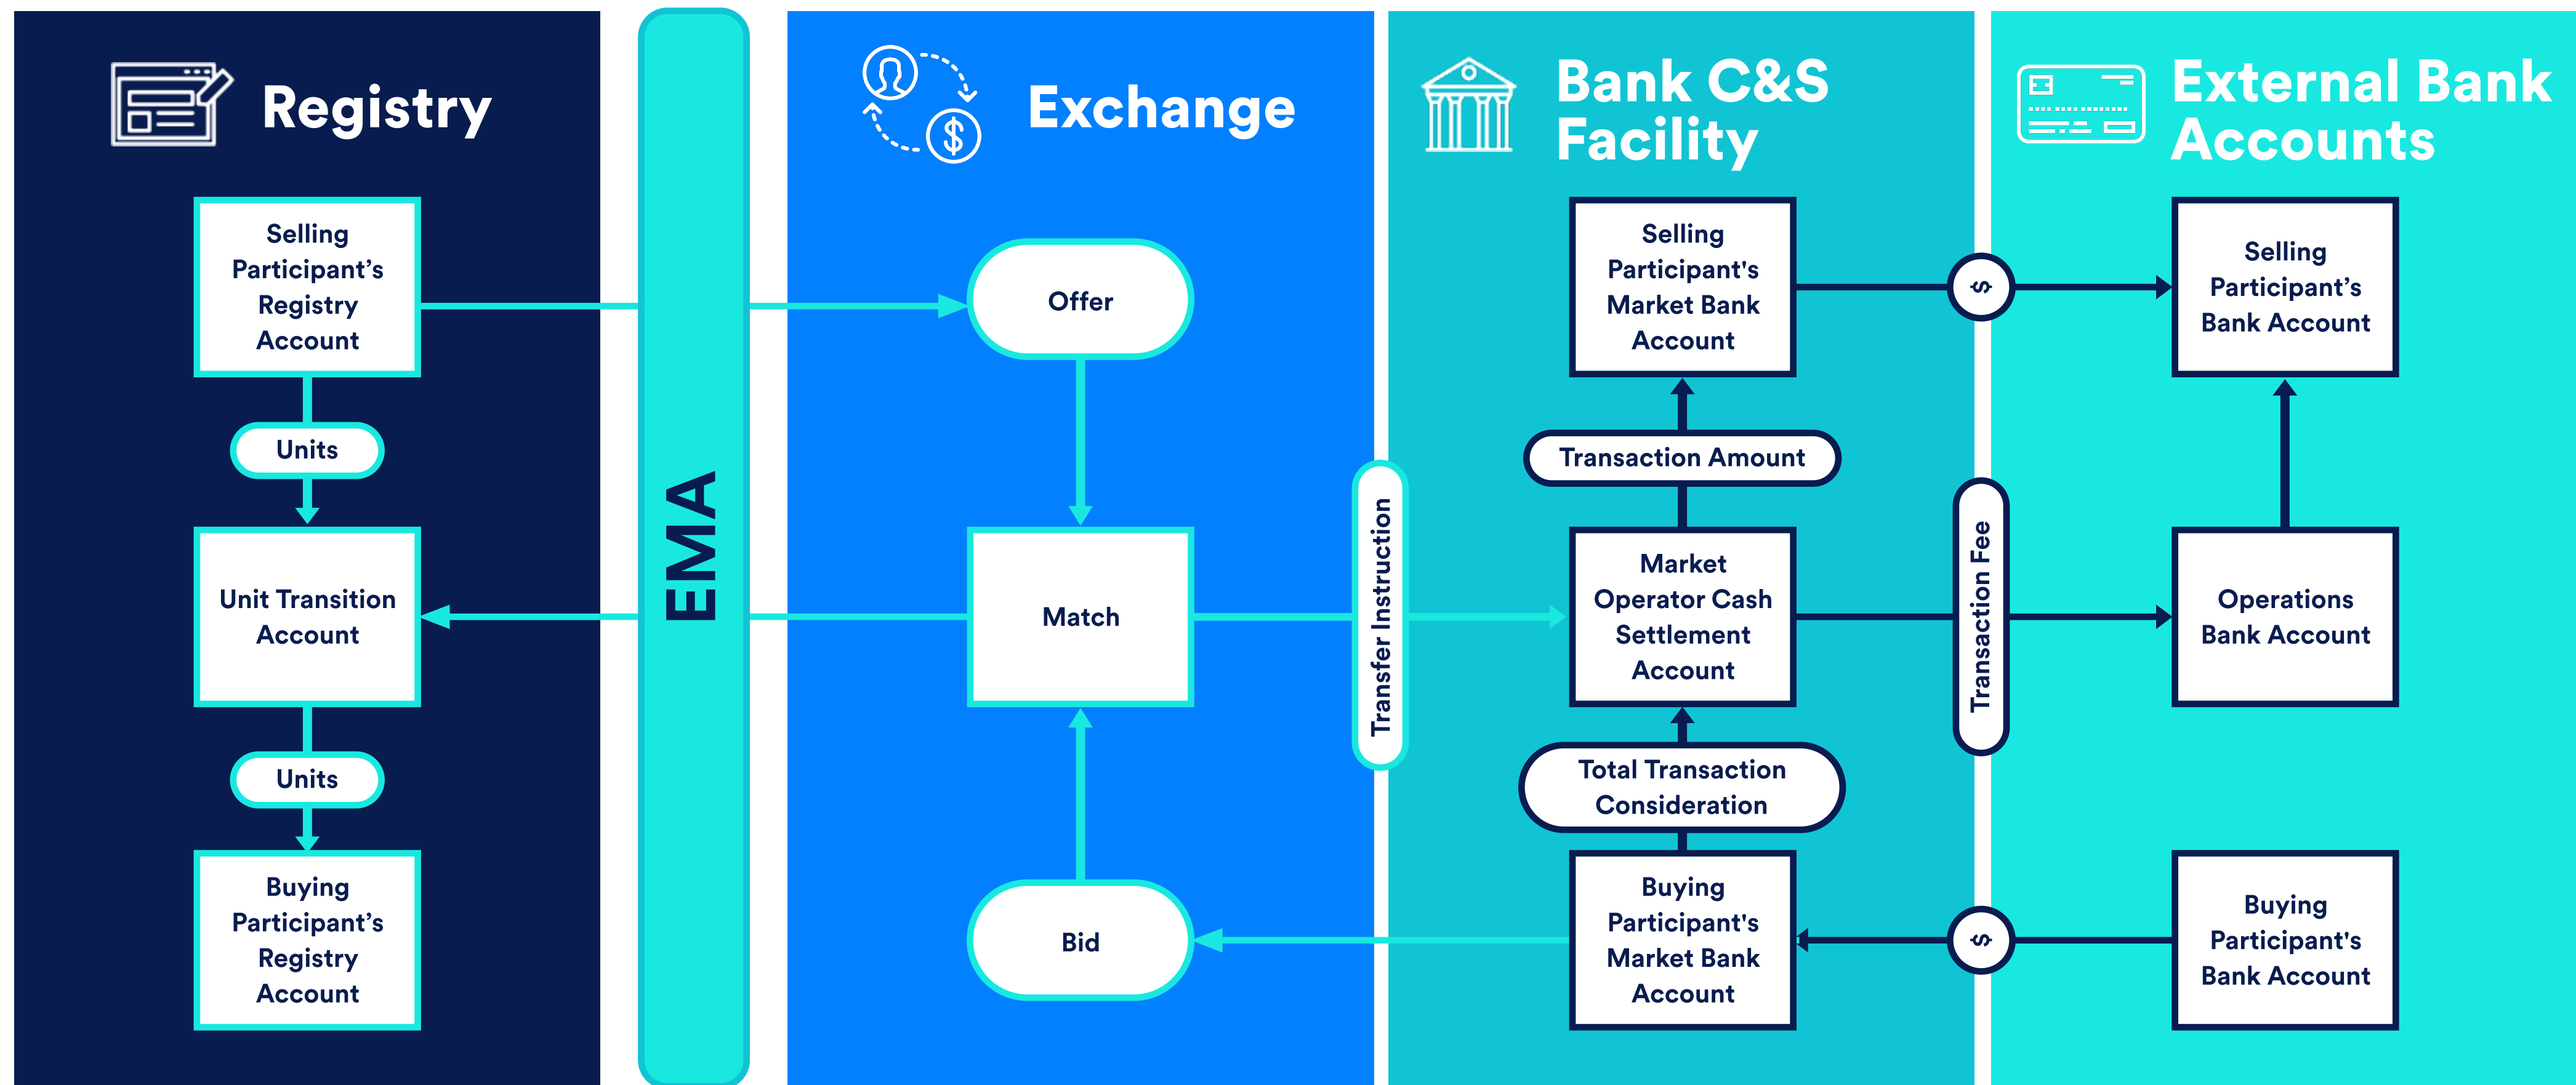 Registry
Selling
Participant’s
Registry
Account
Units
Unit Transition
Account
Units
Buying
Participant’s
Registry
Account
EMA
Exchange
Offer
Match
Bid
Transfer Instruction
Bank C&S
Facility
Selling
Participant's
Market Bank
Account
Transaction Amount
Market
Operator Cash
Settlement
Account
Total Transaction
Consideration
Buying
Participant's
Market Bank
Account
$
Transaction Fee
$
External Bank
Accounts
Selling
Participant’s
Bank Account
Operations
Bank Account
Buying
Participant's
Bank Account
$